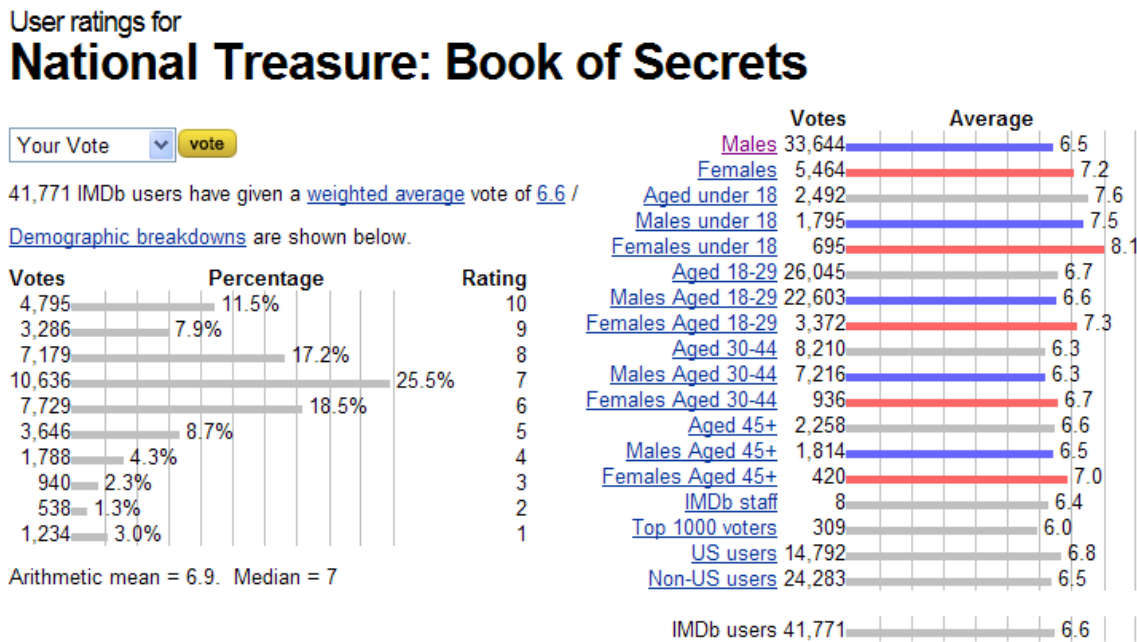 User ratings for
National Treasure: Book of Secrets
Your Vote vote
41,771 IMDb users have given a weighted average vote of 6.6 /
Demographic breakdowns are shown below.
Votes Percentage Rating
4,795 11.5% 10
3,286 7.9% 9
7,179 17.2% 8
10,636 25.5% 7
7,729 18.5% 6
3,646 8.7% 5
1,788 4.3% 4
940 2.3% 3
538 1.3% 2
1,234 3.0% 1
Arithmetic mean = 6.9. Median = 7
Votes Average
Males 33,644 6.5
Females 5,464 7.2
Aged under 18 2,492 7.6
Males under 18 1,795 7.5
Females under 18 695 8.1
Aged 18-29 26,045 6.7
Males Aged 18-29 22,603 6.6
Females Aged 18-29 3,372 7.3
Aged 30-44 8,210 6.3
Males Aged 30-44 7,216 6.3
Females Aged 30-44 936 6.7
Aged 45+ 2,258 6.6
Males Aged 45+ 1,814 6.5
Females Aged 45+ 420 7.0
IMDb staff 8 6.4
Top 1000 voters 309 6.0
US users 14,792 6.8
Non-US users 24,283 6.5
IMDb users 41,771 6.6